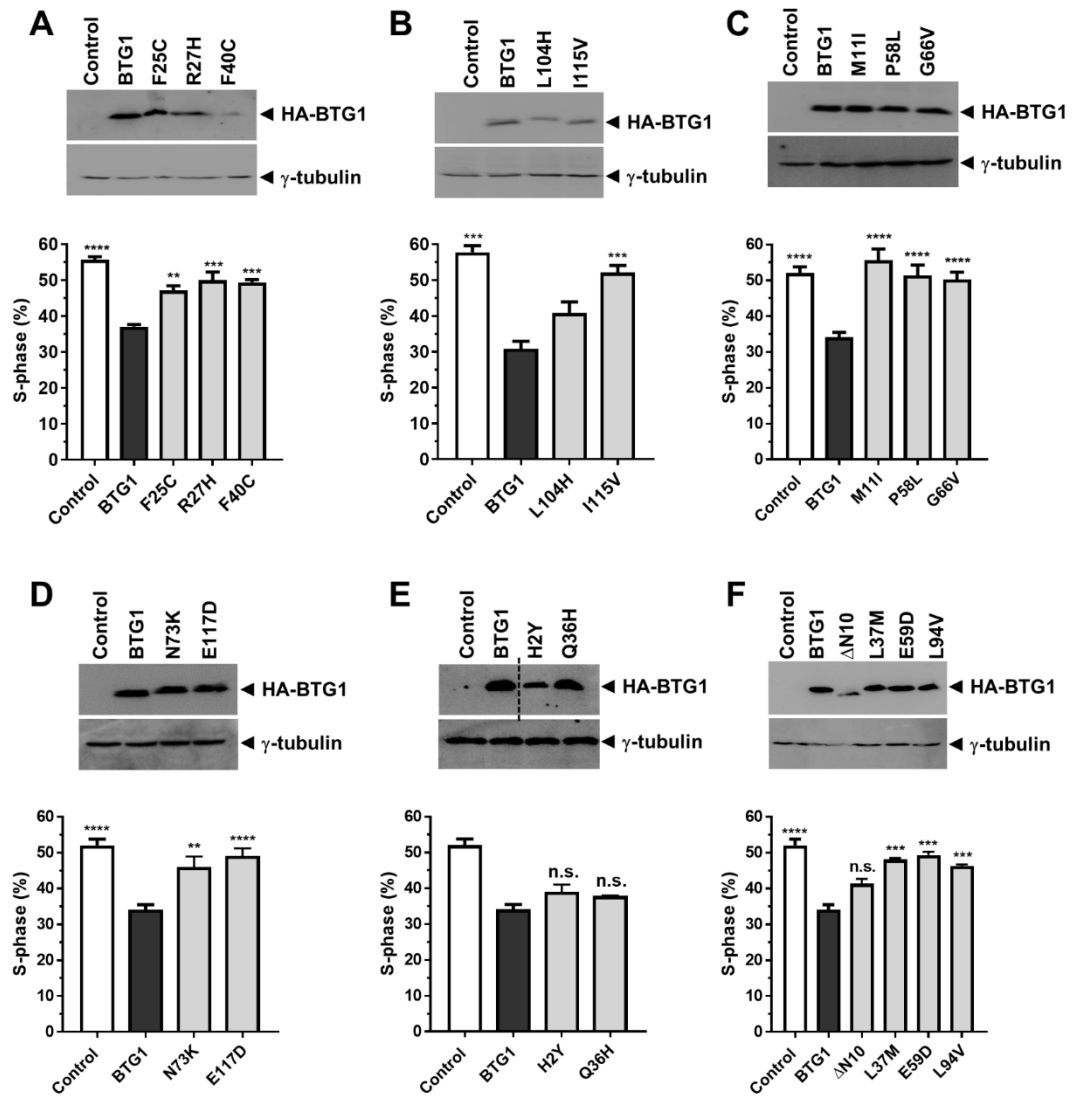 A
Control
BTG1
F25C
R27H
F40C
HA-BTG1
γ-tubulin
S-phase (%)
60
50
40
30
20
10
0
****
**
***
***
Control
BTG1
F25C
R27H
F40C
B
Control
BTG1
L104H
I115V
HA-BTG1
γ-tubulin
S-phase (%)
60
50
40
30
20
10
0
***
***
Control
BTG1
L104H
I115V
C
Control
BTG1
M11I
P58L
G66V
HA-BTG1
γ-tubulin
S-phase (%)
60
50
40
30
20
10
0
****
****
****
****
Control
BTG1
M11I
P58L
G66V
D
Control
BTG1
N73K
E117D
HA-BTG1
γ-tubulin
S-phase (%)
60
50
40
30
20
10
0
****
**
****
Control
BTG1
N73K
E117D
E
Control
BTG1
H2Y
Q36H
HA-BTG1
γ-tubulin
S-phase (%)
60
50
40
30
20
10
0
n.s.
n.s.
Control
BTG1
H2Y
Q36H
F
Control
BTG1
ΔN10
L37M
E59D
L94V
HA-BTG1
γ-tubulin
S-phase (%)
60
50
40
30
20
10
0
****
n.s.
***
***
***
Control
BTG1
ΔN10
L37M
E59D
L94V